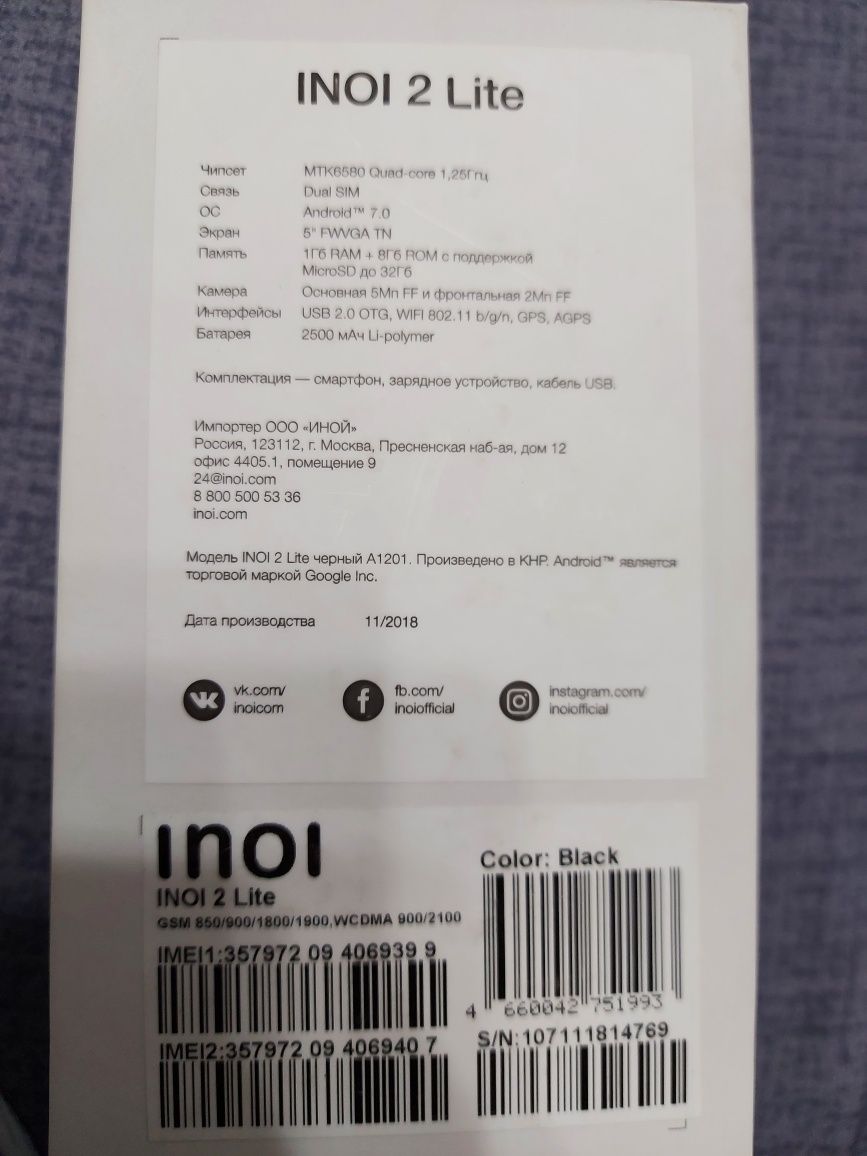 INOI 2 Lite
Чипсет MTK6580 Quad-core 1,25Ггц
Связь Dual SIM
ОС Android™ 7.0
Экран 5" FWVGA TN
Память 1Гб RAM + 8Гб ROM с поддержкой
MicroSD до 32Гб
Камера Основная 5Мп FF и фронтальная 2Мп FF
Интерфейсы USB 2.0 OTG, WIFI 802.11 b/g/n, GPS, AGPS
Батарея 2500 мАч Li-polymer
Комплектация — смартфон, зарядное устройство, кабель USB.
Импортер ООО «ИНОЙ»
Россия, 123112, г. Москва, Пресненская наб-ая, дом 12
офис 4405.1, помещение 9
24@inoi.com
8 800 500 53 36
inoi.com
Модель INOI 2 Lite черный A1201. Произведено в КНР. Android™ является
торговой маркой Google Inc.
Дата производства 11/2018
vk.com/
inoicom
fb.com/
inoiofficial
instagram.com/
inoiofficial
inoi
INOI 2 Lite
GSM 850/900/1800/1900,WCDMA 900/2100
IMEI1:357972 09 406939 9
IMEI2:357972 09 406940 7
Color: Black
4 660042 751993
S/N:107111814769